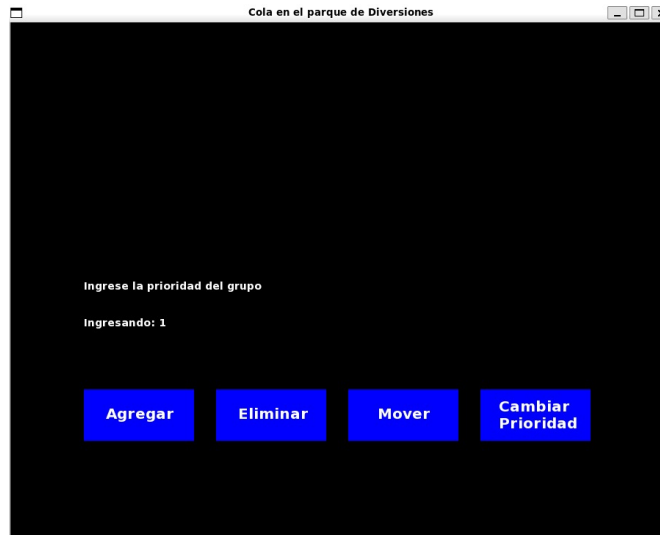 Cola en el parque de Diversiones
Ingrese la prioridad del grupo
Ingresando: 1
Agregar
Eliminar
Mover
Cambiar
Prioridad